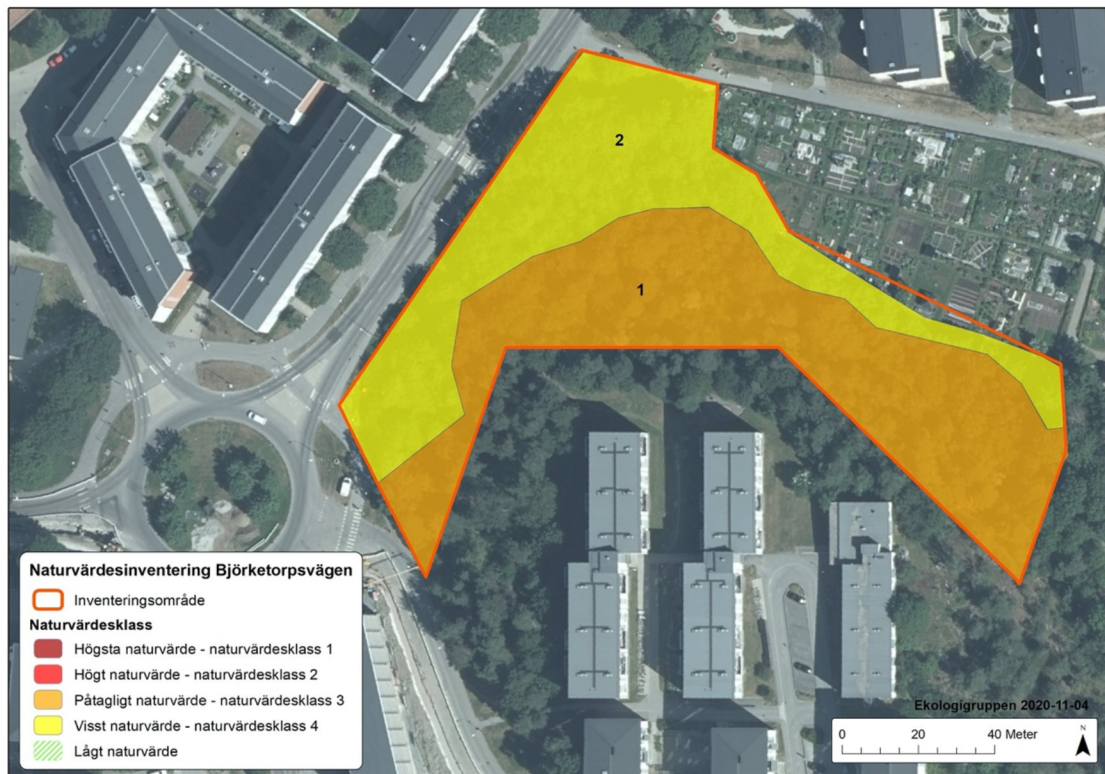 2
1
Naturvärdesinventering Björketorpsvägen
Inventeringsområde
Naturvärdesklass
Högsta naturvärde - naturvärdesklass 1
Högt naturvärde - naturvärdesklass 2
Påtagligt naturvärde - naturvärdesklass 3
Visst naturvärde - naturvärdesklass 4
Lågt naturvärde
Ekologigruppen 2020-11-04
0 20 40 Meter
N